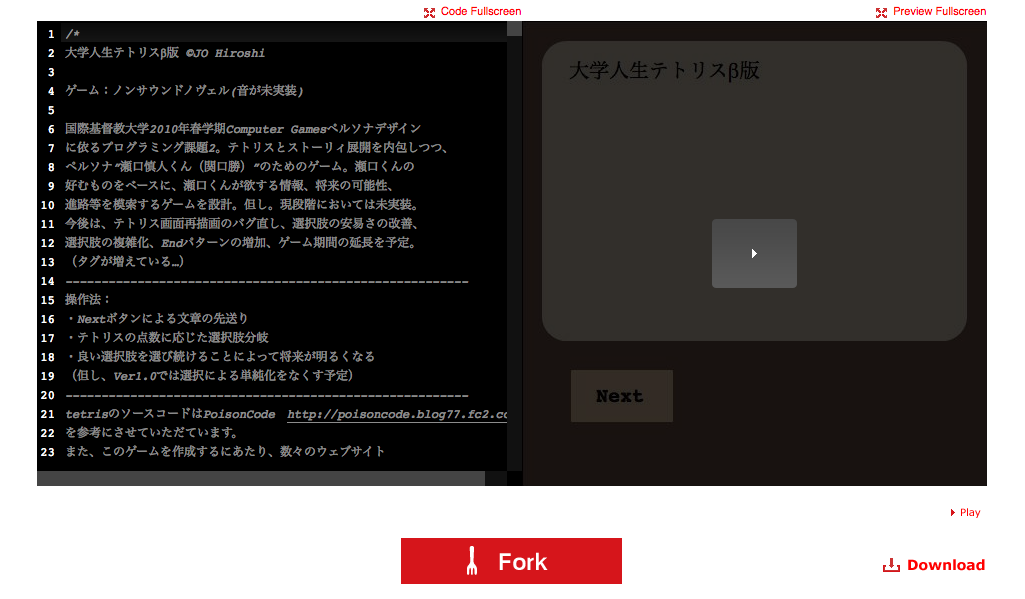 Code Fullscreen
Preview Fullscreen
1 /*
2 大学人生テトリスβ版 ©JO Hiroshi
3
4 ゲーム：ノンサウンドノヴェル(音が未実装)
5
6 国際基督教大学2010年春学期Computer Gamesペルソナデザイン
7 に依るプログラミング課題2。テトリスとストーリィ展開を内包しつつ、
8 ペルソナ"瀬口慎人くん（関口勝）"のためのゲーム。瀬口くんの
9 好むものをベースに、瀬口くんが欲する情報、将来の可能性、
10 進路等を模索するゲームを設計。但し。現段階においては未実装。
11 今後は、テトリス画面再描画のバグ直し、選択肢の安易さの改善、
12 選択肢の複雑化、Endパターンの増加、ゲーム期間の延長を予定。
13 （タグが増えている…）
14 --------------------------------------------------------
15 操作法：
16 ・Nextボタンによる文章の先送り
17 ・テトリスの点数に応じた選択肢分岐
18 ・良い選択肢を選び続けることによって将来が明るくなる
19 （但し、Ver1.0では選択による単純化をなくす予定）
20 --------------------------------------------------------
21 tetrisのソースコードはPoisonCode http://poisoncode.blog77.fc2.co
22 を参考にさせていただています。
23 また、このゲームを作成するにあたり、数々のウェブサイト
大学人生テトリスβ版
Next
Play
Fork
Download